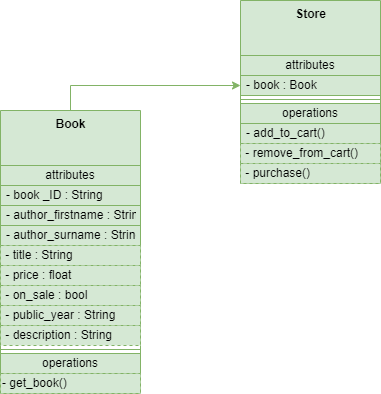 Store
attributes
- book : Book
operations
- add_to_cart()
- remove_from_cart()
- purchase()
Book
attributes
- book _ID : String
- author_firstname : Strin
- author_surname : Strin
- title : String
- price : float
- on_sale : bool
- public_year : String
- description : String
operations
- get_book()